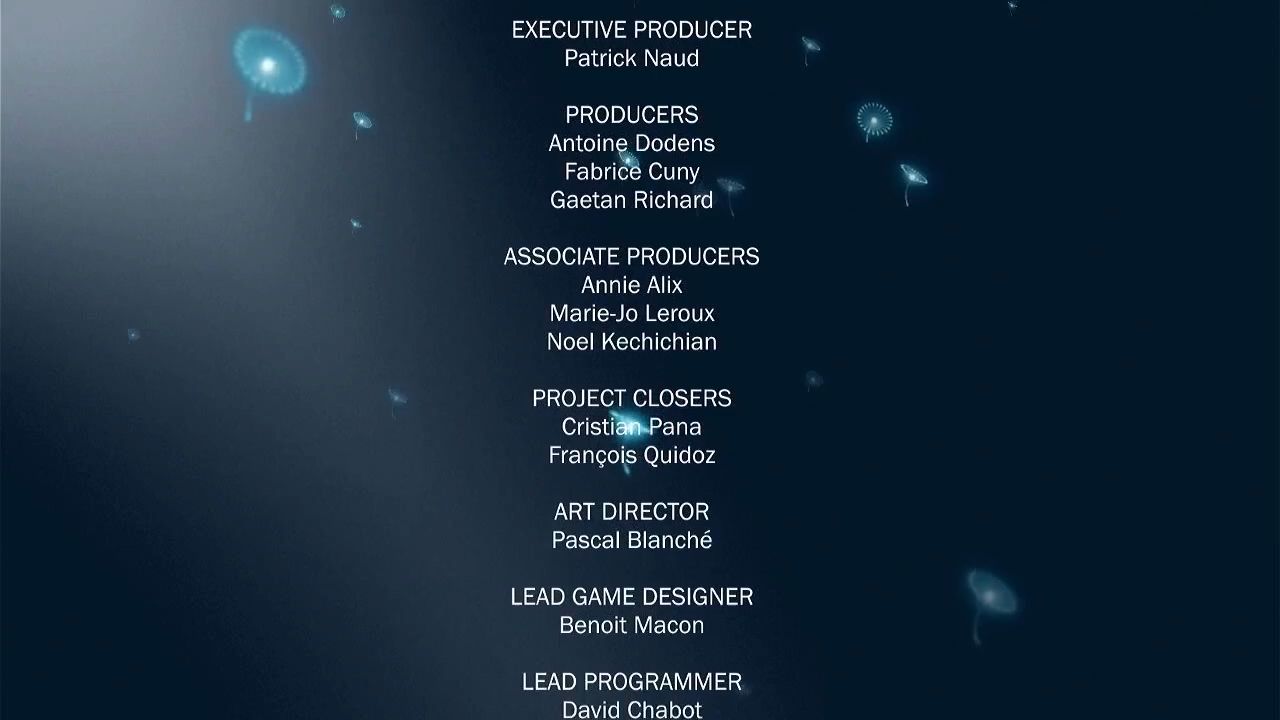 EXECUTIVE PRODUCER
Patrick Naud
PRODUCERS
Antoine Dodens
Fabrice Cuny
Gaetan Richard
ASSOCIATE PRODUCERS
Annie Alix
Marie-Jo Leroux
Noel Kechichian
PROJECT CLOSERS
Cristian Pana
François Quidoz
ART DIRECTOR
Pascal Blanché
LEAD GAME DESIGNER
Benoit Macon
LEAD PROGRAMMER
David Chabot